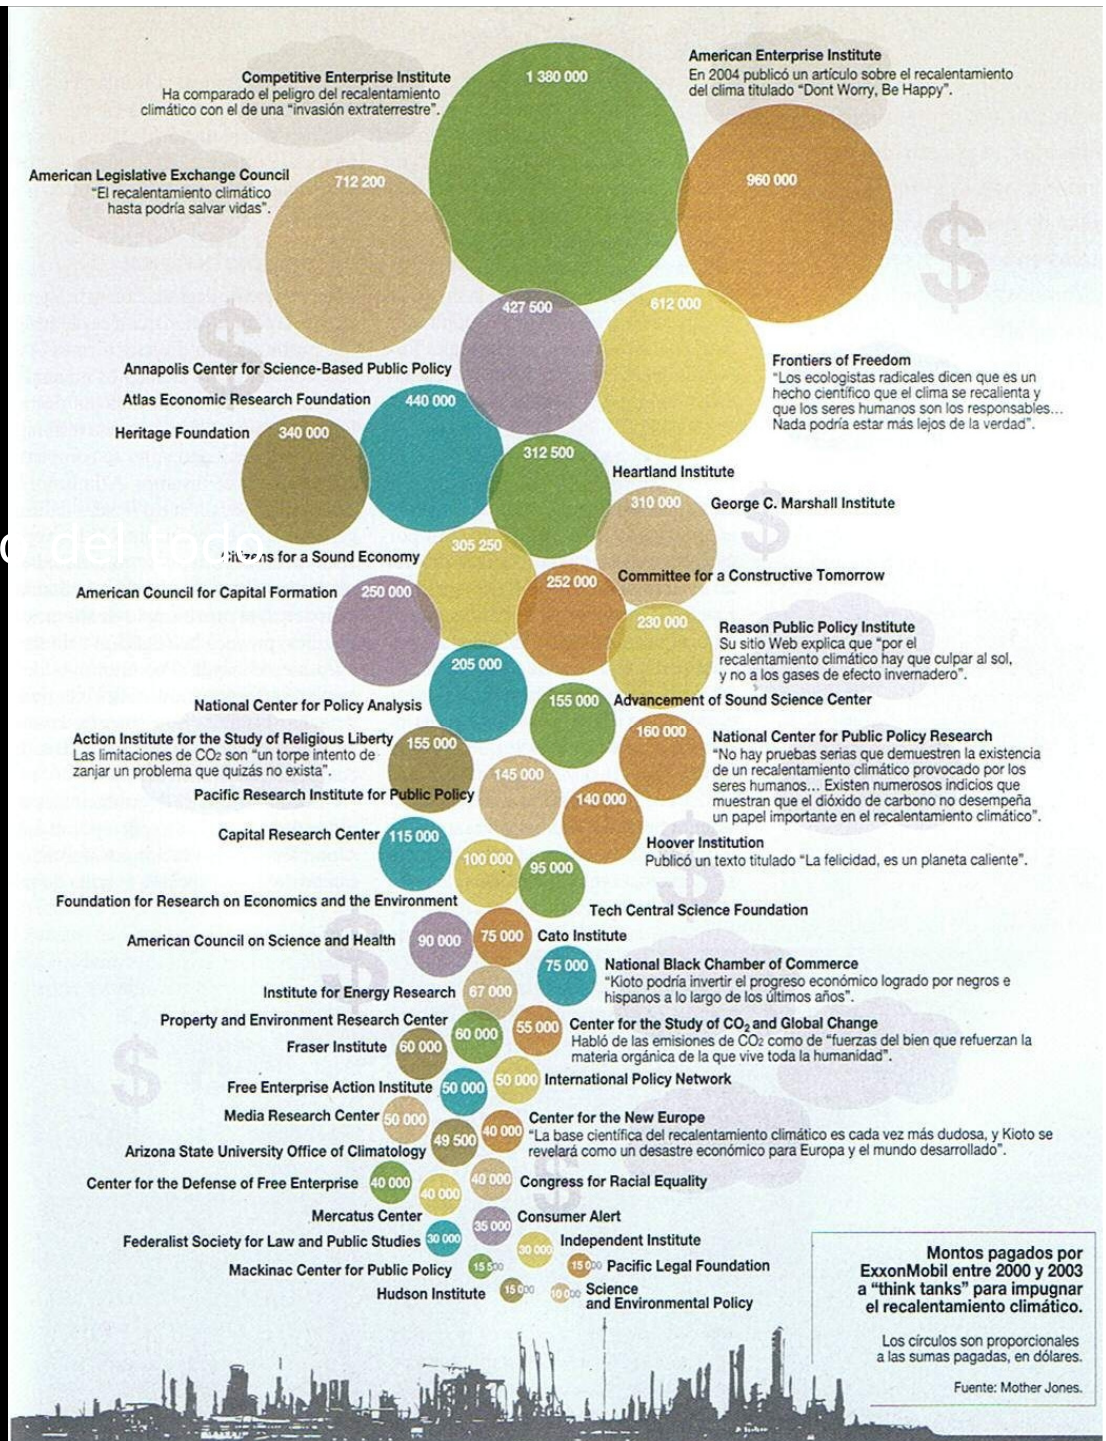 Competitive Enterprise Institute
Ha comparado el peligro del recalentamiento
climático con el de una “invasión extraterrestre”.
1 380 000
American Enterprise Institute
En 2004 publicó un artículo sobre el recalentamiento
del clima titulado “Dont Worry, Be Happy”.
960 000
American Legislative Exchange Council
“El recalentamiento climático
hasta podría salvar vidas”.
712 200
427 500
612 000
Annapolis Center for Science-Based Public Policy
Frontiers of Freedom
“Los ecologistas radicales dicen que es un
hecho científico que el clima se recalienta y
que los seres humanos son los responsables...
Nada podría estar más lejos de la verdad”.
Atlas Economic Research Foundation
440 000
Heritage Foundation
340 000
312 500
Heartland Institute
310 000
George C. Marshall Institute
del todo
Citizens for a Sound Economy
305 250
252 000
Committee for a Constructive Tomorrow
American Council for Capital Formation
250 000
230 000
Reason Public Policy Institute
Su sitio Web explica que “por el
recalentamiento climático hay que culpar al sol,
y no a los gases de efecto invernadero”.
205 000
National Center for Policy Analysis
155 000
Advancement of Sound Science Center
Action Institute for the Study of Religious Liberty
Las limitaciones de CO2 son “un torpe intento de
zanjar un problema que quizás no exista”.
155 000
160 000
National Center for Public Policy Research
“No hay pruebas serias que demuestren la existencia
de un recalentamiento climático provocado por los
seres humanos... Existen numerosos indicios que
muestran que el dióxido de carbono no desempeña
un papel importante en el recalentamiento climático”.
145 000
Pacific Research Institute for Public Policy
140 000
Capital Research Center
115 000
Hoover Institution
Publicó un texto titulado “La felicidad, es un planeta caliente”.
100 000
95 000
Foundation for Research on Economics and the Environment
Tech Central Science Foundation
American Council on Science and Health
90 000
75 000
Cato Institute
75 000
National Black Chamber of Commerce
“Kioto podría invertir el progreso económico logrado por negros e
hispanos a lo largo de los últimos años”.
Institute for Energy Research
67 000
Property and Environment Research Center
60 000
55 000
Center for the Study of CO2 and Global Change
Habló de las emisiones de CO2 como de “fuerzas del bien que refuerzan la
materia orgánica de la que vive toda la humanidad”.
Fraser Institute
60 000
Free Enterprise Action Institute
50 000
50 000
International Policy Network
Media Research Center
50 000
40 000
Center for the New Europe
“La base científica del recalentamiento climático es cada vez más dudosa, y Kioto se
revelará como un desastre económico para Europa y el mundo desarrollado”.
49 500
Arizona State University Office of Climatology
Center for the Defense of Free Enterprise
40 000
40 000
40 000
Congress for Racial Equality
Mercatus Center
35 000
Consumer Alert
Federalist Society for Law and Public Studies
30 000
30 000
Independent Institute
Mackinac Center for Public Policy
15 500
15 000
Pacific Legal Foundation
Hudson Institute
15 000
10 000
Science
and Environmental Policy
Montos pagados por
ExxonMobil entre 2000 y 2003
a “think tanks” para impugnar
el recalentamiento climático.
Los círculos son proporcionales
a las sumas pagadas, en dólares.
Fuente: Mother Jones.